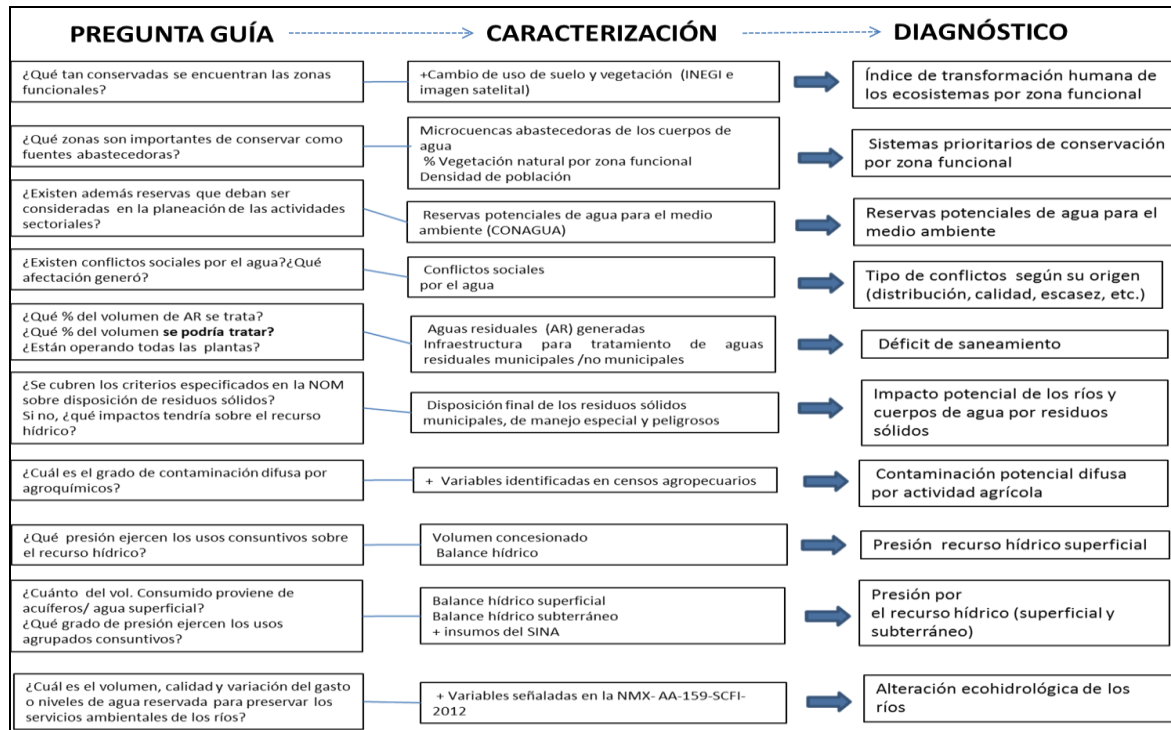 PREGUNTA GUÍA
CARACTERIZACIÓN
DIAGNÓSTICO
¿Qué tan conservadas se encuentran las zonas
funcionales?
+Cambio de uso de suelo y vegetación (INEGI e
imagen satelital)
Índice de transformación humana de
los ecosistemas por zona funcional
¿Qué zonas son importantes de conservar como
fuentes abastecedoras?
Microcuencas abastecedoras de los cuerpos de
agua
% Vegetación natural por zona funcional
Densidad de población
Sistemas prioritarios de conservación
por zona funcional
¿Existen además reservas que deban ser
consideradas en la planeación de las actividades
sectoriales?
Reservas potenciales de agua para el medio
ambiente (CONAGUA)
Reservas potenciales de agua para el
medio ambiente
¿Existen conflictos sociales por el agua?¿Qué
afectación generó?
Conflictos sociales
por el agua
Tipo de conflictos según su origen
(distribución, calidad, escasez, etc.)
¿Qué % del volumen de AR se trata?
¿Qué % del volumen se podría tratar?
¿Están operando todas las plantas?
Aguas residuales (AR) generadas
Infraestructura para tratamiento de aguas
residuales municipales /no municipales
Déficit de saneamiento
¿Se cubren los criterios especificados en la NOM
sobre disposición de residuos sólidos?
Si no, ¿qué impactos tendría sobre el recurso
hídrico?
Disposición final de los residuos sólidos
municipales, de manejo especial y peligrosos
Impacto potencial de los ríos y
cuerpos de agua por residuos
sólidos
¿Cuál es el grado de contaminación difusa por
agroquímicos?
+ Variables identificadas en censos agropecuarios
Contaminación potencial difusa
por actividad agrícola
¿Qué presión ejercen los usos consuntivos sobre
el recurso hídrico?
Volumen concesionado
Balance hídrico
Presión recurso hídrico superficial
¿Cuánto del vol. Consumido proviene de
acuíferos/ agua superficial?
¿Qué grado de presión ejercen los usos
agrupados consuntivos?
Balance hídrico superficial
Balance hídrico subterráneo
+ insumos del SINA
Presión por
el recurso hídrico (superficial y
subterráneo)
¿Cuál es el volumen, calidad y variación del gasto
o niveles de agua reservada para preservar los
servicios ambientales de los ríos?
+ Variables señaladas en la NMX- AA-159-SCFI-
2012
Alteración ecohidrológica de los
ríos